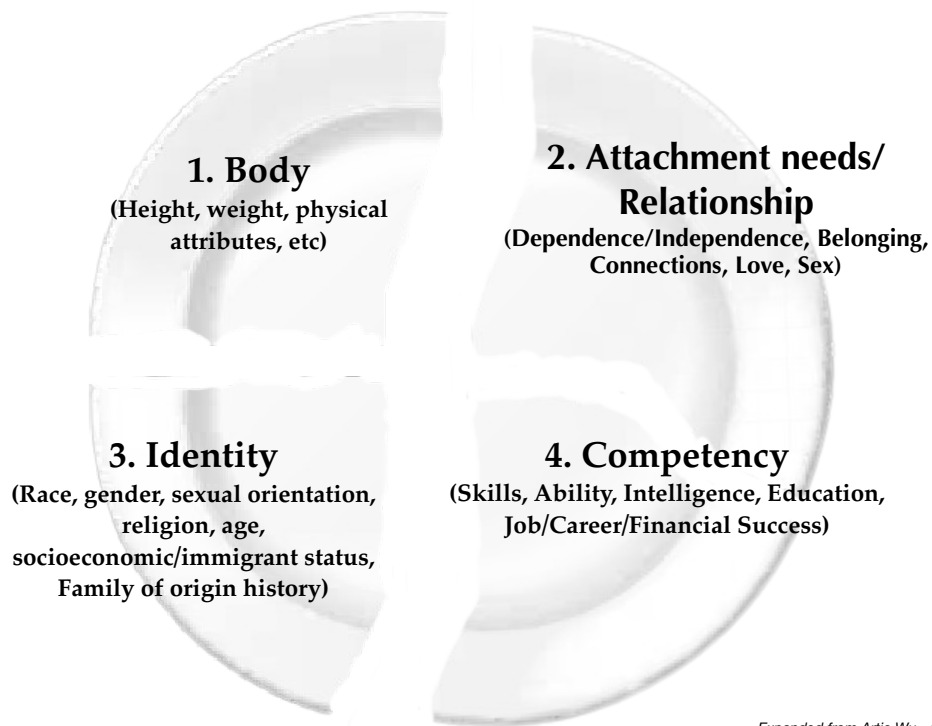 1. Body
(Height, weight, physical
attributes, etc)
2. Attachment needs/
Relationship
(Dependence/Independence, Belonging,
Connections, Love, Sex)
3. Identity
(Race, gender, sexual orientation,
religion, age,
socioeconomic/immigrant status,
Family of origin history)
4. Competency
(Skills, Ability, Intelligence, Education,
Job/Career/Financial Success)
Expanded from Artie Wu